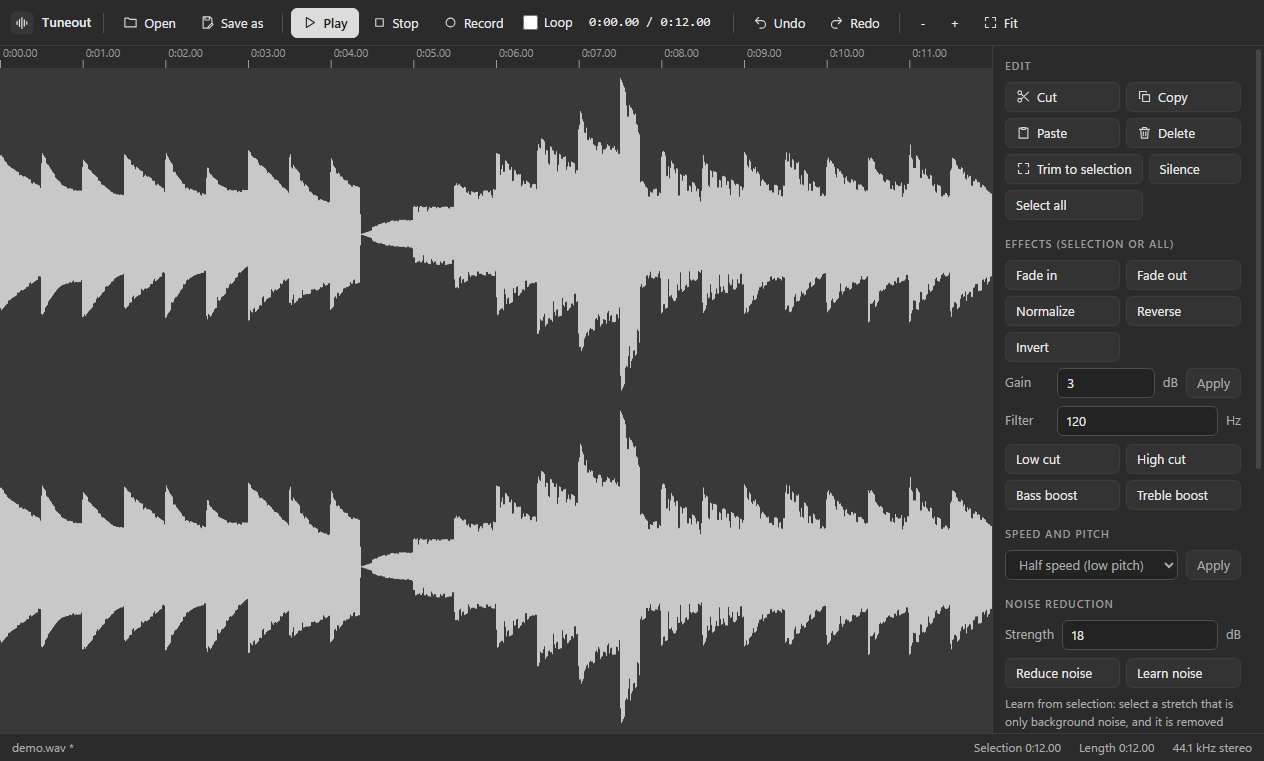 Tuneout Open Save as Play Stop Record Loop 0:00.00 / 0:12.00 Undo Redo - + Fit
0:00.00 0:01.00 0:02.00 0:03.00 0:04.00 0:05.00 0:06.00 0:07.00 0:08.00 0:09.00 0:10.00 0:11.00
EDIT
Cut Copy
Paste Delete
Trim to selection Silence
Select all
EFFECTS (SELECTION OR ALL)
Fade in Fade out
Normalize Reverse
Invert
Gain 3 dB Apply
Filter 120 Hz
Low cut High cut
Bass boost Treble boost
SPEED AND PITCH
Half speed (low pitch) Apply
NOISE REDUCTION
Strength 18 dB
Reduce noise Learn noise
Learn from selection: select a stretch that is
only background noise, and it is removed
demo.wav * Selection 0:12.00 Length 0:12.00 44.1 kHz stereo